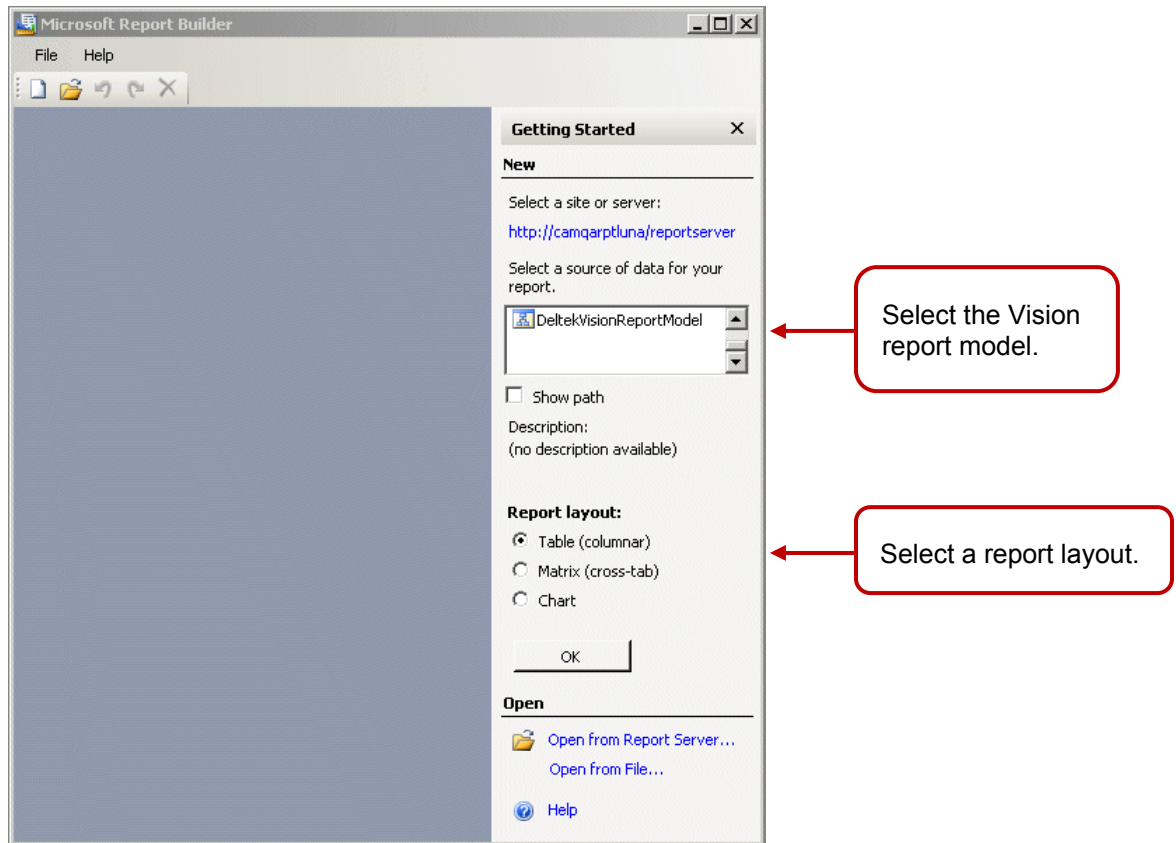 Microsoft Report Builder
File Help
Getting Started
New
Select a site or server:
http://camqarptluna/reportserver
Select a source of data for your
report.
DeltekVisionReportModel
Show path
Description:
(no description available)
Report layout:
Table (columnar)
Matrix (cross-tab)
Chart
OK
Open
Open from Report Server...
Open from File...
Help
Select the Vision
report model.
Select a report layout.